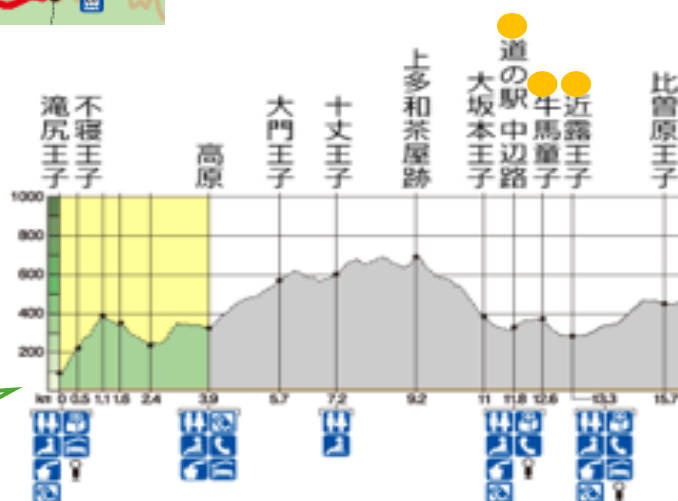 滝尻王子
不寝王子
高原
大門王子
十丈王子
上多和茶屋跡
大坂本王子
道の駅 中辺路
牛馬童子
近露王子
比曽原王子
1000
800
600
400
200
km 0 0.5 1.1 1.6 2.4 3.9 5.7 7.2 9.2 11 11.8 12.6 13.3 15.7